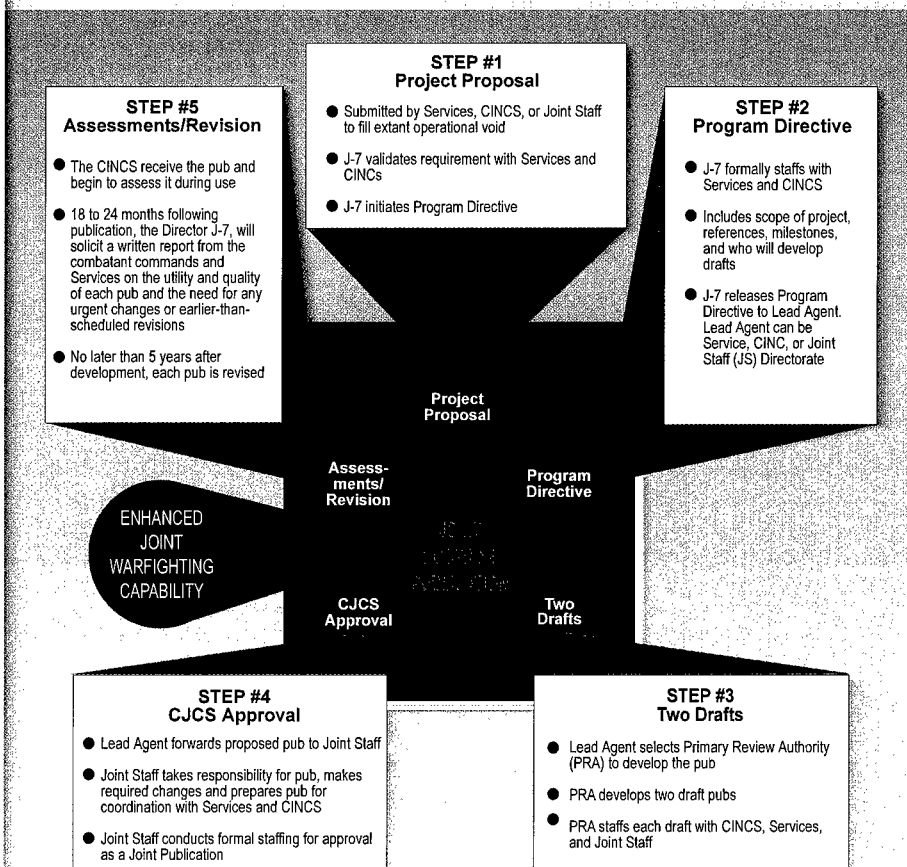 STEP #1
Project Proposal
● Submitted by Services, CINCS, or Joint Staff
to fill extant operational void
● J-7 validates requirement with Services and
CINCs
● J-7 initiates Program Directive
STEP #2
Program Directive
● J-7 formally staffs with
Services and CINCS
● Includes scope of project,
references, milestones,
and who will develop
drafts
● J-7 releases Program
Directive to Lead Agent.
Lead Agent can be
Service, CINC, or Joint
Staff (JS) Directorate
STEP #3
Two Drafts
● Lead Agent selects Primary Review Authority
(PRA) to develop the pub
● PRA develops two draft pubs
● PRA staffs each draft with CINCS, Services,
and Joint Staff
STEP #4
CJCS Approval
● Lead Agent forwards proposed pub to Joint Staff
● Joint Staff takes responsibility for pub, makes
required changes and prepares pub for
coordination with Services and CINCS
● Joint Staff conducts formal staffing for approval
as a Joint Publication
STEP #5
Assessments/Revision
● The CINCS receive the pub and
begin to assess it during use
● 18 to 24 months following
publication, the Director J-7, will
solicit a written report from the
combatant commands and
Services on the utility and quality
of each pub and the need for any
urgent changes or earlier-than-
scheduled revisions
● No later than 5 years after
development, each pub is revised
Project
Proposal
Program
Directive
Two
Drafts
CJCS
Approval
Assess-
ments/
Revision
ENHANCED
JOINT
WARFIGHTING
CAPABILITY